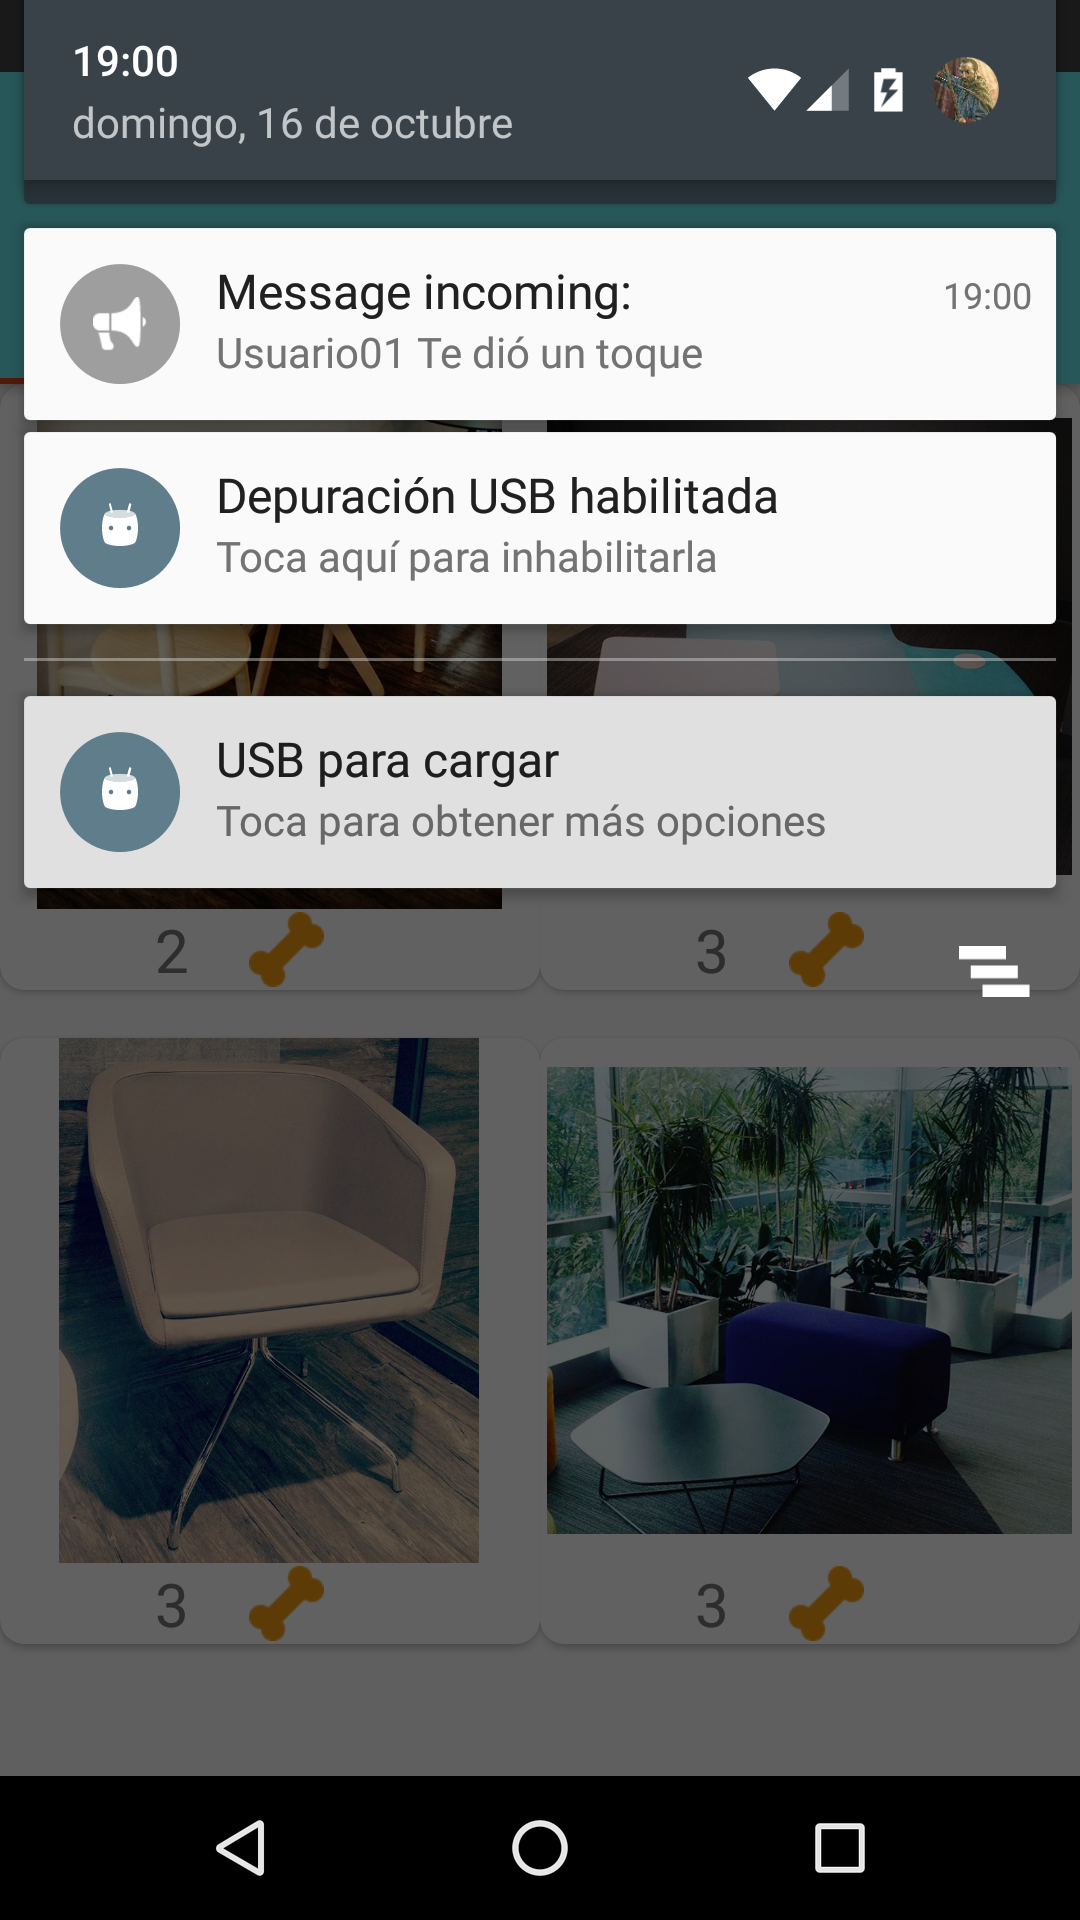 19:00
domingo, 16 de octubre
Message incoming:
19:00
Usuario01 Te dió un toque
Depuración USB habilitada
Toca aquí para inhabilitarla
USB para cargar
Toca para obtener más opciones
2
3
3
3